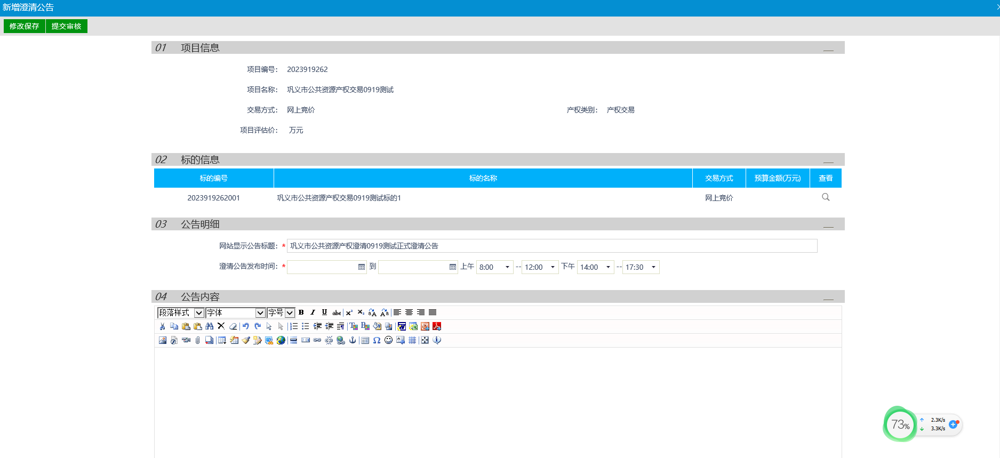 新增澄清公告
修改保存 提交审核
01 项目信息
项目编号： 2023919262
项目名称： 巩义市公共资源产权交易0919测试
交易方式： 网上竞价 产权类别： 产权交易
项目评估价： 万元
02 标的信息
标的编号 标的名称 交易方式 预算金额(万元) 查看
2023919262001 巩义市公共资源产权交易0919测试标的1 网上竞价
03 公告明细
网站显示公告标题：* 巩义市公共资源产权澄清0919测试正式澄清公告
澄清公告发布时间：* 到 上午 8:00 -- 12:00 下午 14:00 -- 17:30
04 公告内容
段落样式 字体 字号 B I U abc
73% 2.3K/s
3.3K/s